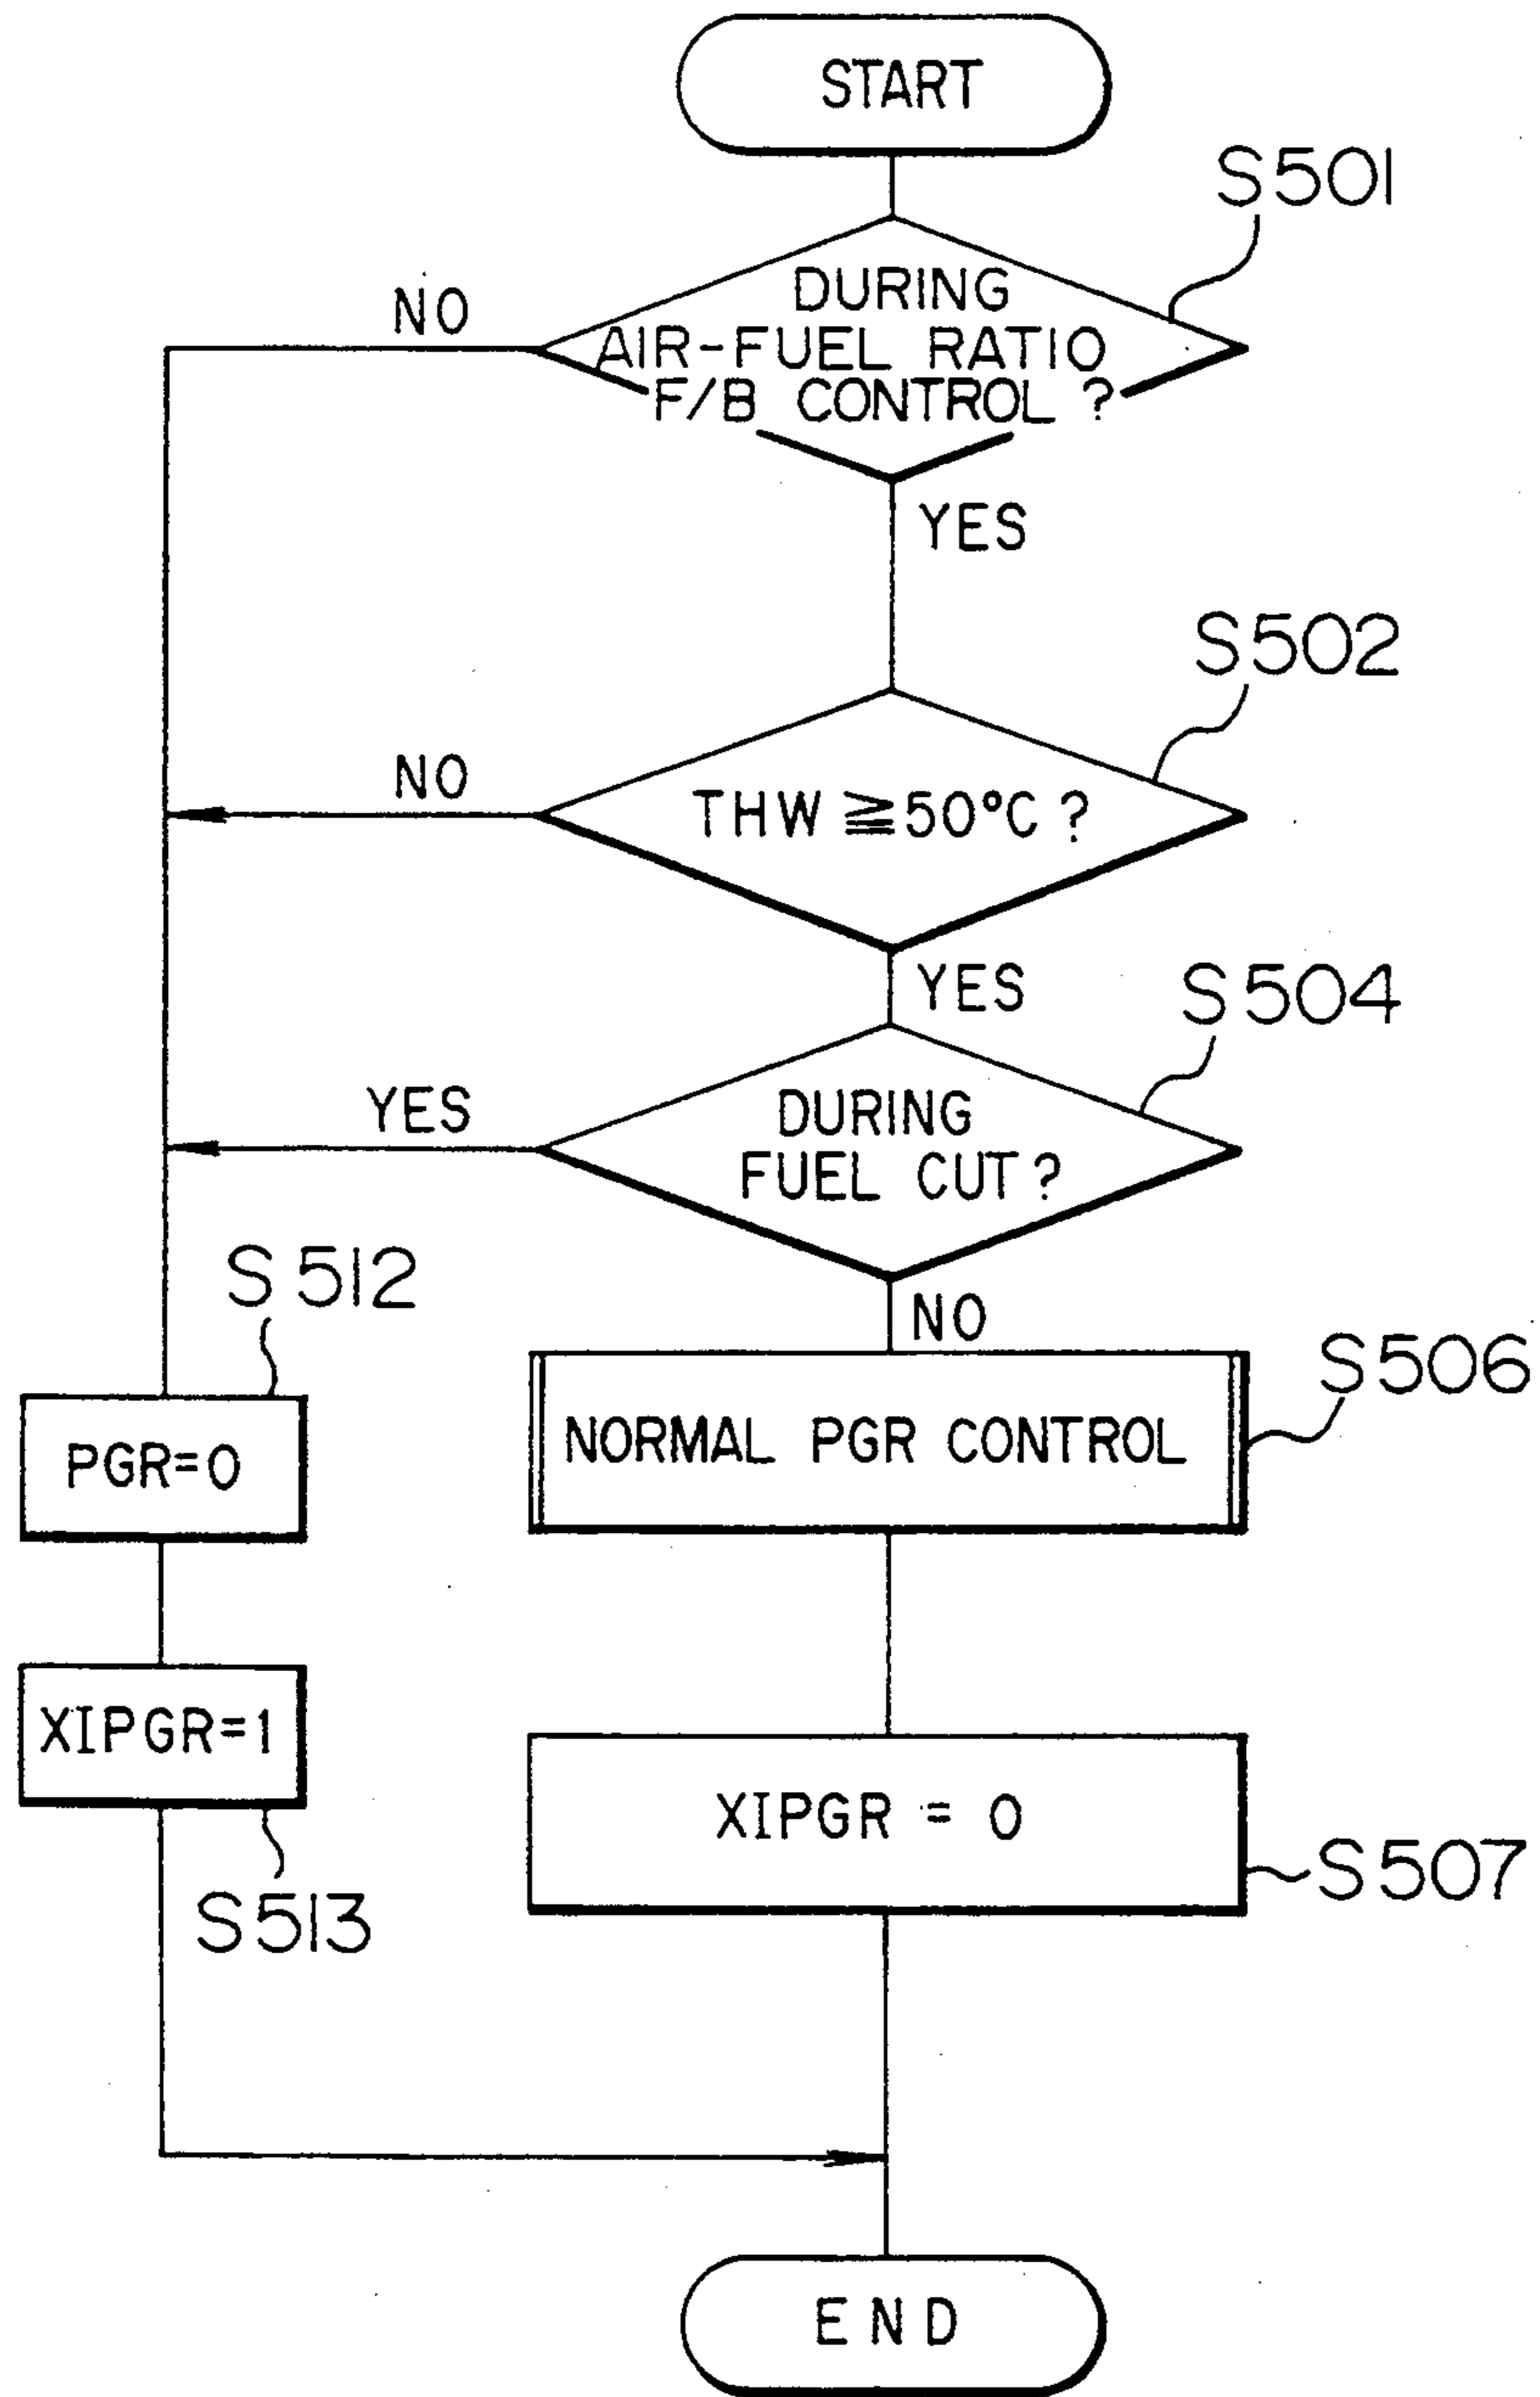 START
S501
NO
DURING
AIR-FUEL RATIO
F/B CONTROL ?
YES
S502
NO
THW ≧50°C ?
YES
S504
YES
DURING
FUEL CUT ?
S512
NO
S506
PGR=0
NORMAL PGR CONTROL
XIPGR=1
XIPGR = 0
S507
S513
END